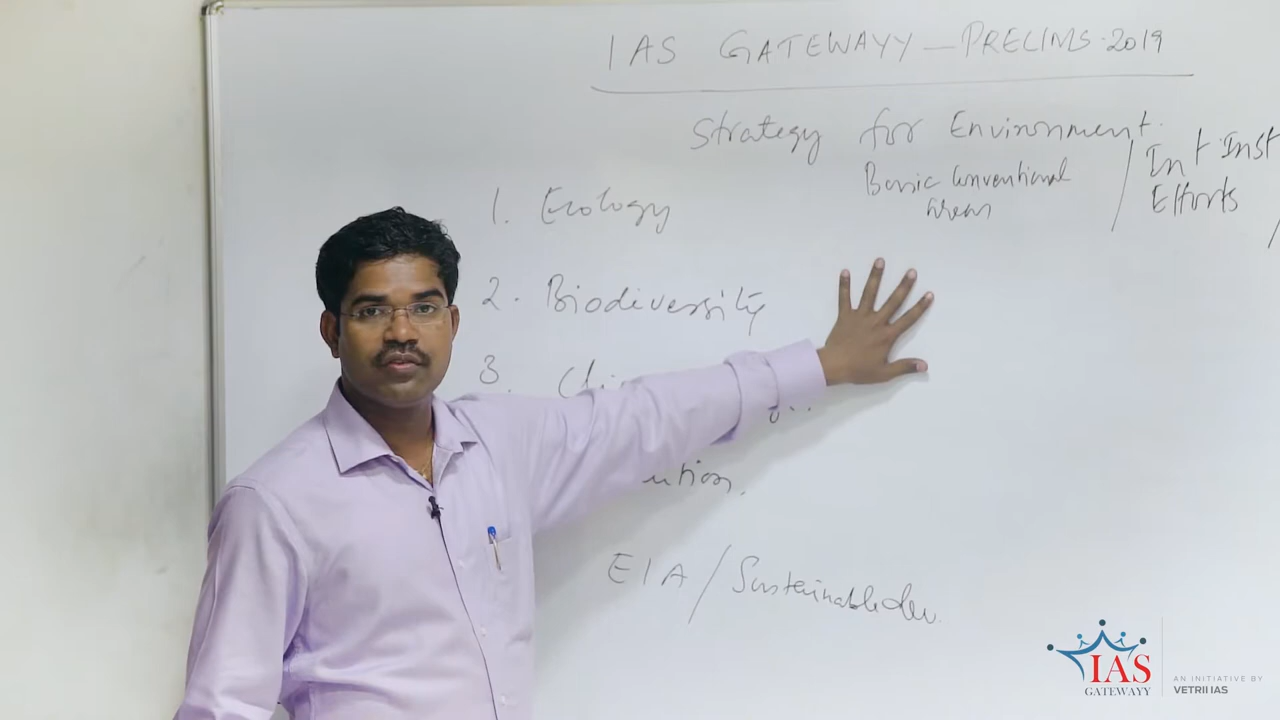 IAS GATEWAYY — PRELIMS · 2019
Strategy for Environment.
1. Ecology
Basic Conventional
areas
/ Int Inst
Efforts /
2. Biodiversity
3. Cli
ution.
EIA / Sustainable dev.
IAS
GATEWAYY
AN INITIATIVE BY
VETRII IAS